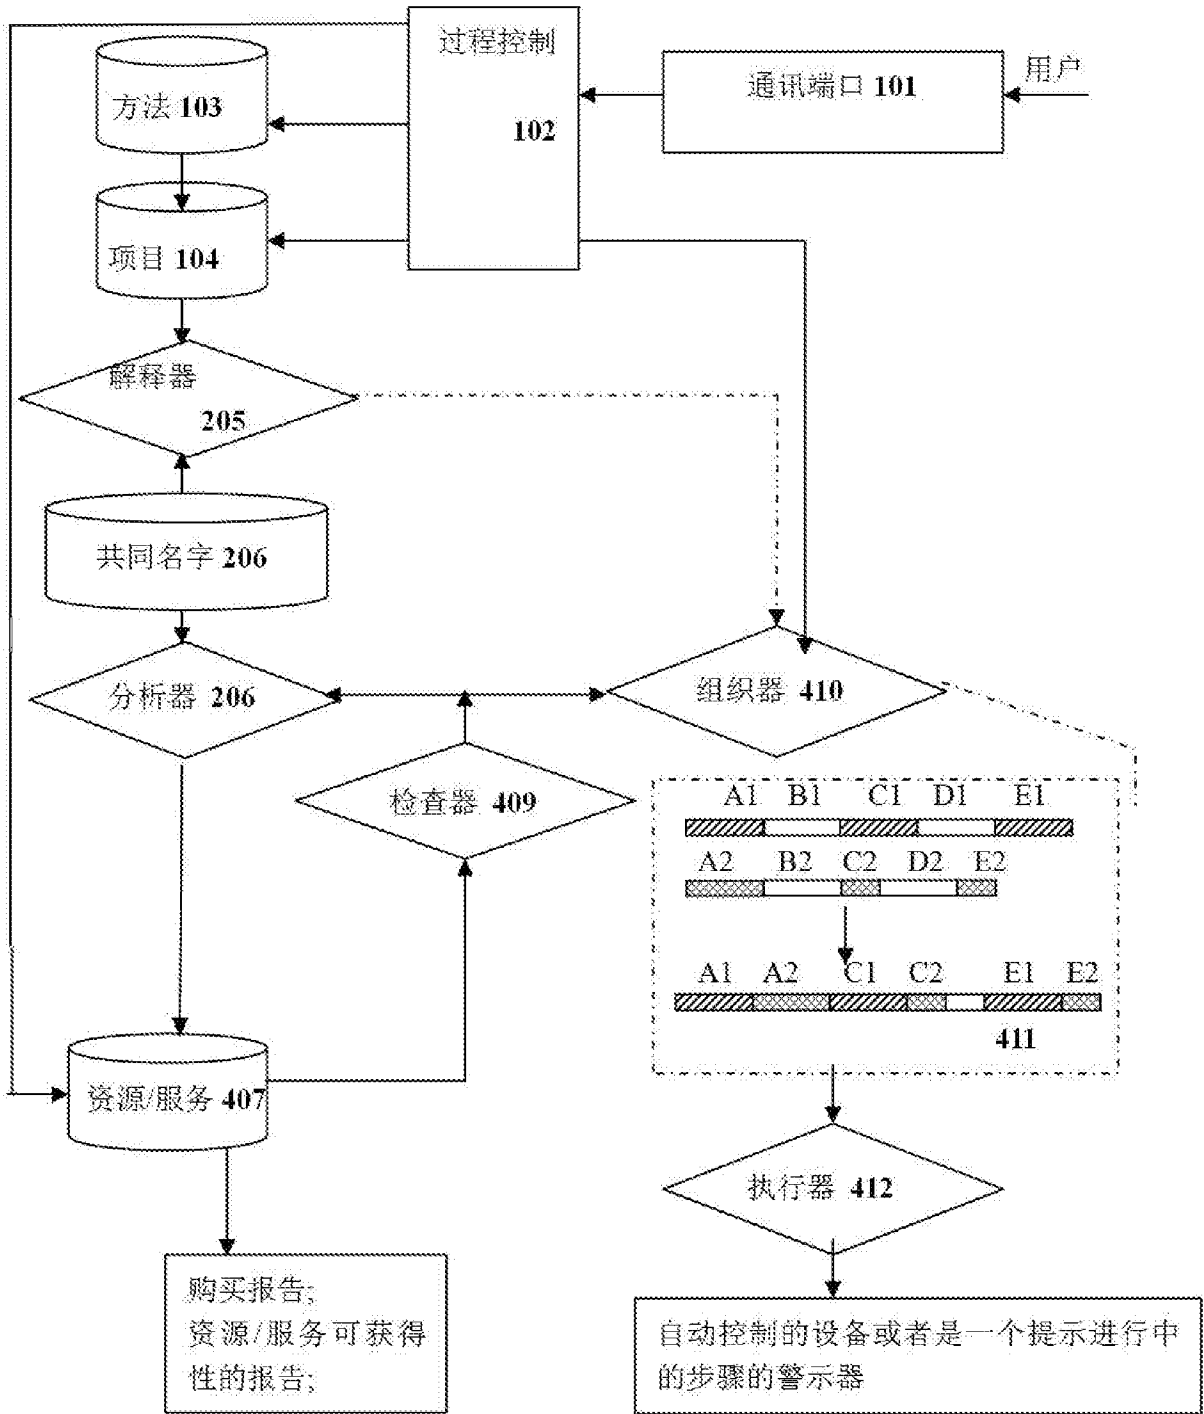 过程控制
102
通讯端口 101
用户
方法 103
项目 104
解释器
205
共同名字 206
分析器 206
组织器 410
检查器 409
A1 B1 C1 D1 E1
A2 B2 C2 D2 E2
A1 A2 C1 C2 E1 E2
411
资源/服务 407
执行器 412
购买报告;
资源/服务可获得
性的报告;
自动控制的设备或者是一个提示进行中
的步骤的警示器